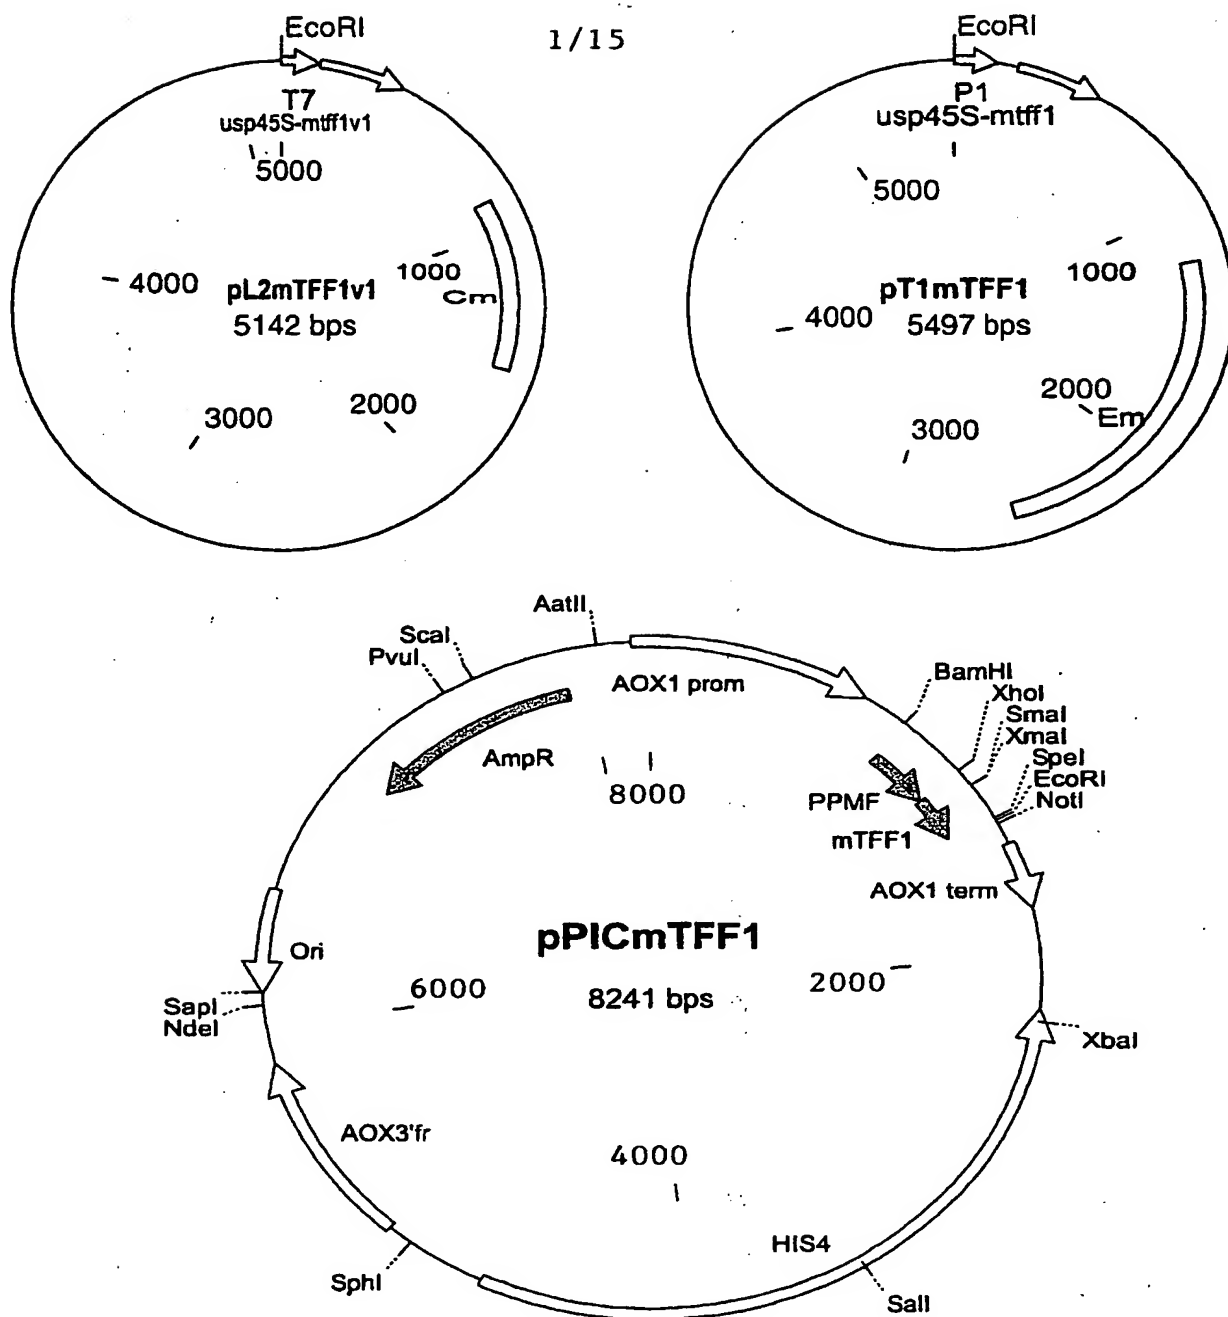 1/15
EcoRI
T7
usp45S-mtff1v1
5000
1000
Cm
4000
pL2mTFF1v1
5142 bps
3000
2000
EcoRI
P1
usp45S-mtff1
5000
1000
4000
pT1mTFF1
5497 bps
2000
Em
3000
AatII
ScaI
PvuI
AOX1 prom
BamHI
XhoI
SmaI
XmaI
SpeI
EcoRI
NotI
AmpR
8000
PPMF
mTFF1
AOX1 term
pPICmTFF1
8241 bps
Ori
6000
2000
SapI
NdeI
XbaI
AOX3'fr
4000
HIS4
SphI
SalI